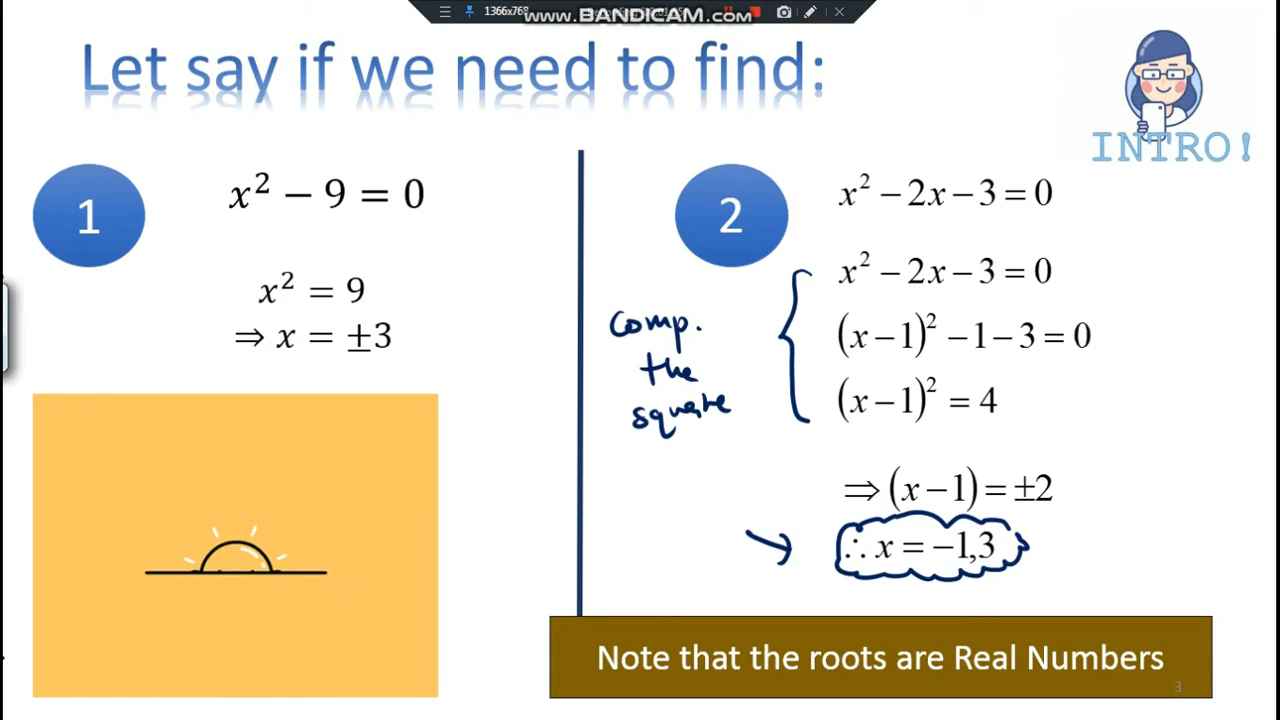 1366x768
www.BANDICAM.com
Let say if we need to find:
INTRO!
1
x² − 9 = 0
x² = 9
⇒ x = ±3
2
x² − 2x − 3 = 0
x² − 2x − 3 = 0
(x − 1)² − 1 − 3 = 0
(x − 1)² = 4
comp.
the
square
⇒ (x − 1) = ±2
∴ x = −1,3
Note that the roots are Real Numbers
3